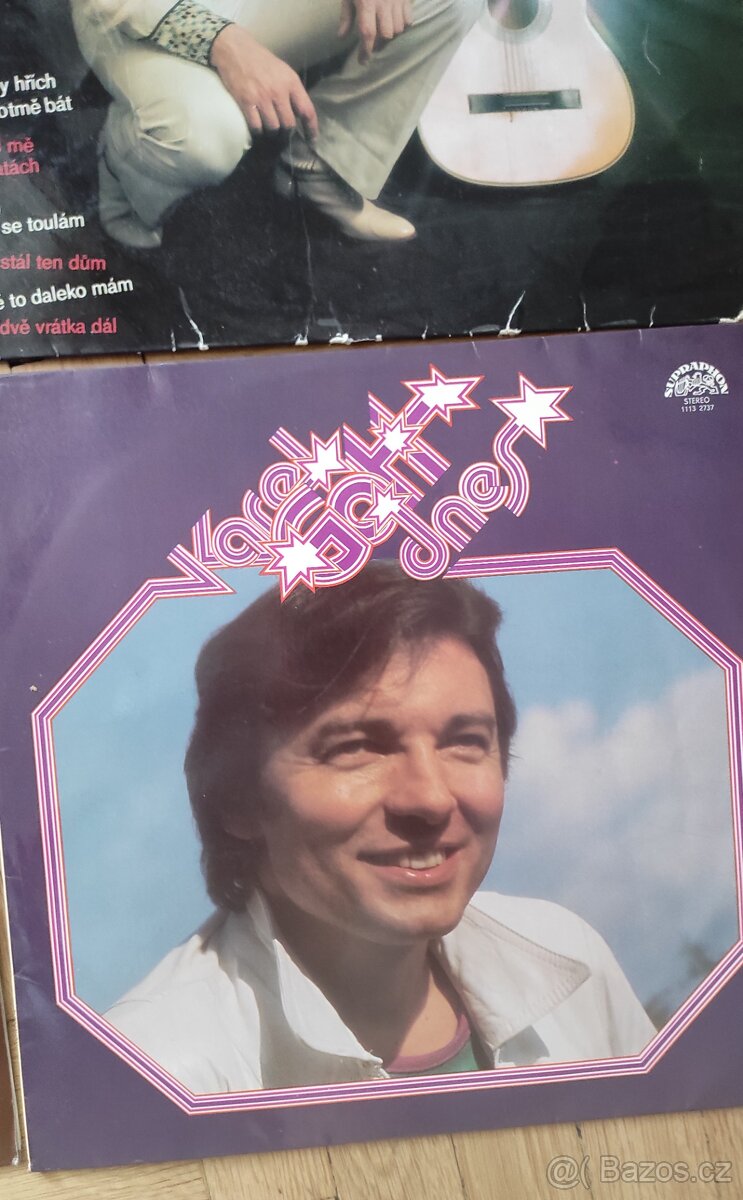 y hřích
otmě bát
mě
atách
se toulám
stál ten dům
to daleko mám
dvě vrátka dál
SUPRAPHON
STEREO
1113 2737
Karel
Gott
dnes
@( Bazos.cz